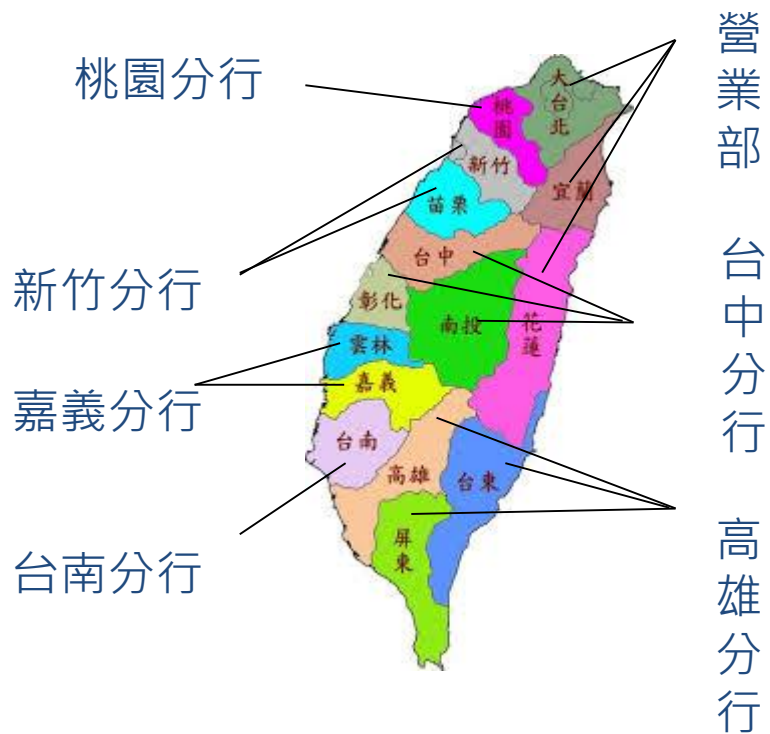 營業部
桃園分行
大台北
桃園
新竹
宜蘭
苗栗
台中
台中分行
新竹分行
彰化
南投
花蓮
雲林
嘉義
嘉義分行
台南
高雄
台東
高雄分行
屏東
台南分行